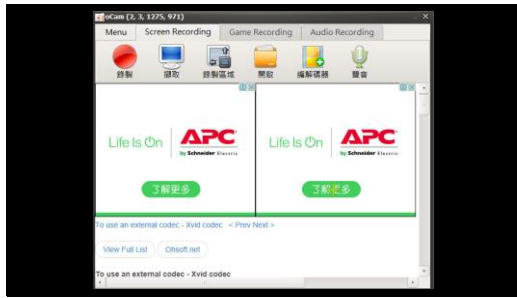 oCam (2, 3, 1275, 971)
Menu Screen Recording Game Recording Audio Recording
錄製 擷取 錄製區域 開啟 編解碼器 聲音
Life Is On APC by Schneider Electric Life Is On APC by Schneider Electric
了解更多 了解更多
To use an external codec - Xvid codec < Prev Next >
View Full List Ohsoft.net
To use an external codec - Xvid codec